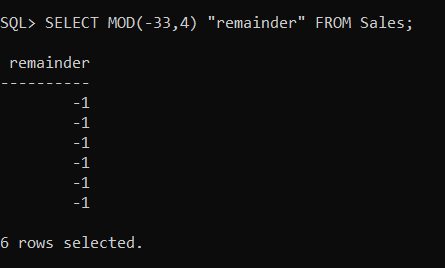 SQL> SELECT MOD(-33,4) "remainder" FROM Sales;
remainder
----------
-1
-1
-1
-1
-1
-1
6 rows selected.